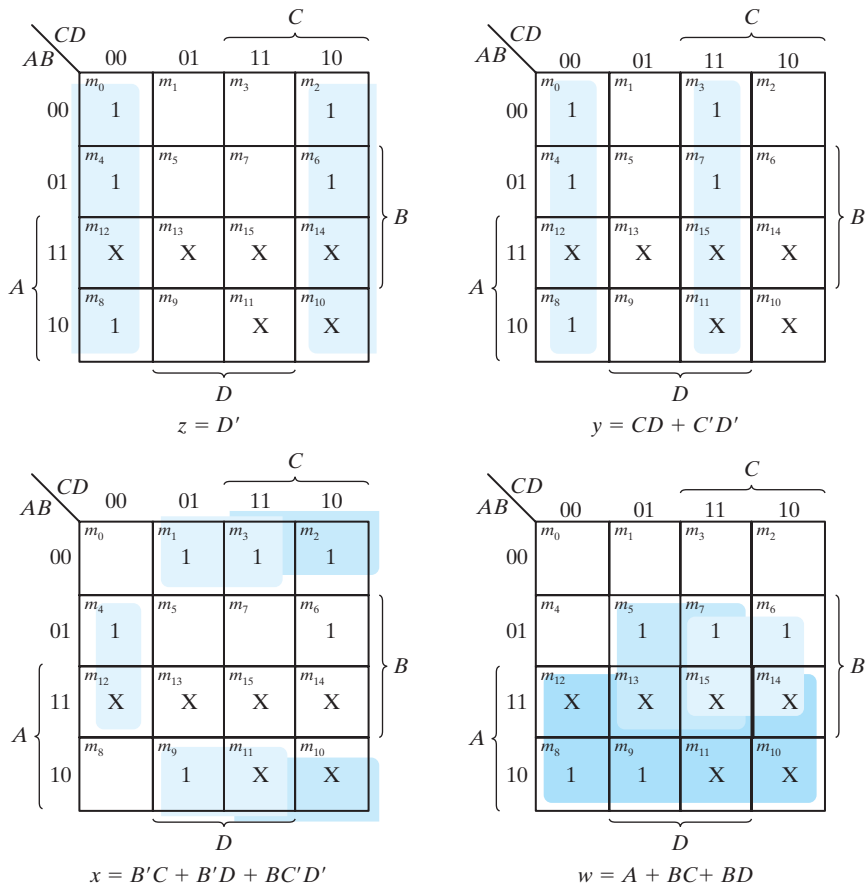 C
CD
AB 00 01 11 10
m₀ m₁ m₃ m₂
00 1 1
m₄ m₅ m₇ m₆
01 1 1
B
m₁₂ m₁₃ m₁₅ m₁₄
11 X X X X
A
m₈ m₉ m₁₁ m₁₀
10 1 X X
D
z = D′
C
CD
AB 00 01 11 10
m₀ m₁ m₃ m₂
00 1 1
m₄ m₅ m₇ m₆
01 1 1
B
m₁₂ m₁₃ m₁₅ m₁₄
11 X X X X
A
m₈ m₉ m₁₁ m₁₀
10 1 X X
D
y = CD + C′D′
C
CD
AB 00 01 11 10
m₀ m₁ m₃ m₂
00 1 1 1
m₄ m₅ m₇ m₆
01 1 1
B
m₁₂ m₁₃ m₁₅ m₁₄
11 X X X X
A
m₈ m₉ m₁₁ m₁₀
10 1 X X
D
x = B′C + B′D + BC′D′
C
CD
AB 00 01 11 10
m₀ m₁ m₃ m₂
00
m₄ m₅ m₇ m₆
01 1 1 1
B
m₁₂ m₁₃ m₁₅ m₁₄
11 X X X X
A
m₈ m₉ m₁₁ m₁₀
10 1 1 X X
D
w = A + BC + BD